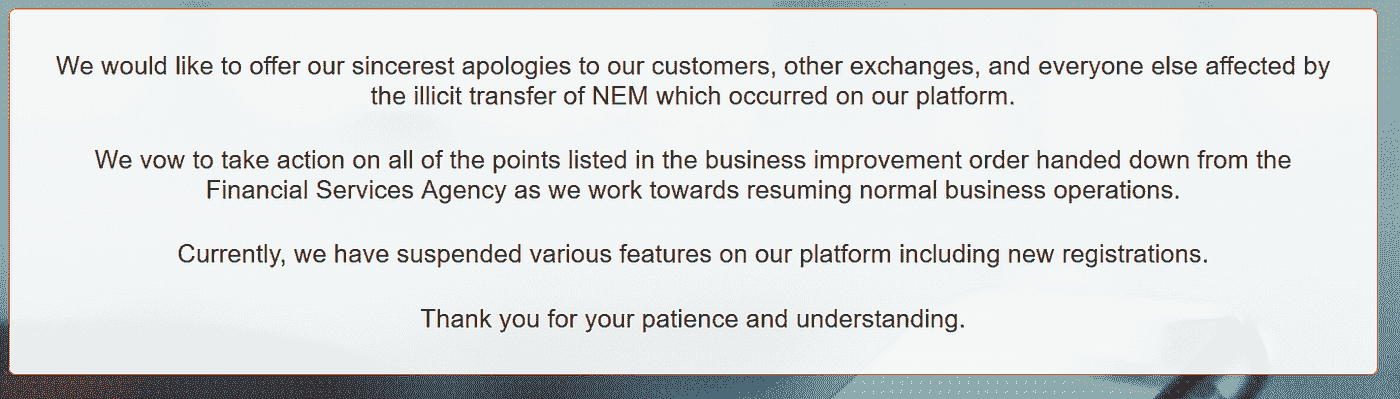 We would like to offer our sincerest apologies to our customers, other exchanges, and everyone else affected by
the illicit transfer of NEM which occurred on our platform.
We vow to take action on all of the points listed in the business improvement order handed down from the
Financial Services Agency as we work towards resuming normal business operations.
Currently, we have suspended various features on our platform including new registrations.
Thank you for your patience and understanding.